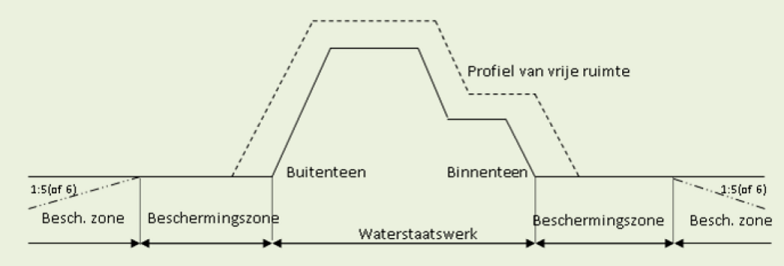 Profiel van vrije ruimte
Buitenteen
Binnenteen
1:5(of 6)
1:5(of 6)
Besch. zone
Beschermingszone
Beschermingszone
Besch. zone
Waterstaatswerk